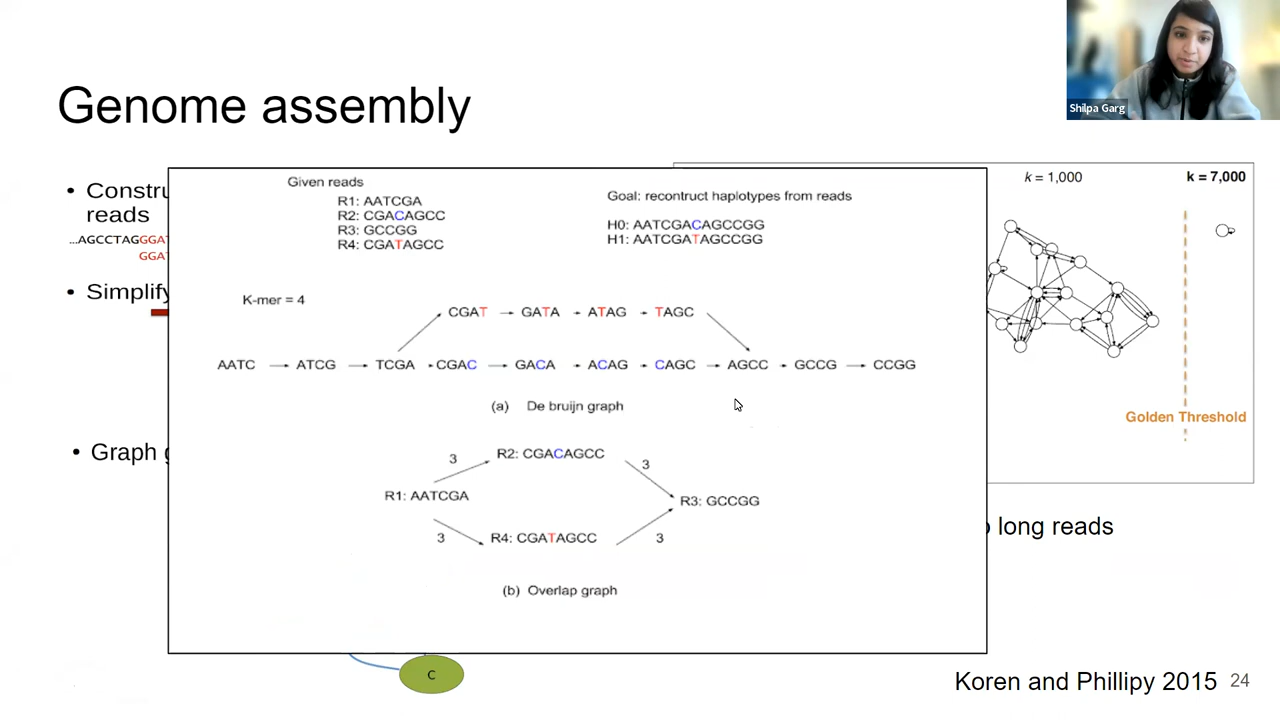 Shilpa Garg
Genome assembly
• Constru
reads
...AGCCTAGGGAT
GGAT
• Simplify
• Graph g
Given reads
R1: AATCGA
R2: CGACAGCC
R3: GCCGG
R4: CGATAGCC
Goal: recontruct haplotypes from reads
H0: AATCGACAGCCGG
H1: AATCGATAGCCGG
K-mer = 4
CGAT GATA ATAG TAGC
AATC ATCG TCGA CGAC GACA ACAG CAGC AGCC GCCG CCGG
(a) De bruijn graph
3 R2: CGACAGCC 3
R1: AATCGA R3: GCCGG
3 R4: CGATAGCC 3
(b) Overlap graph
k = 1,000 k = 7,000
Golden Threshold
long reads
C
Koren and Phillipy 2015 24